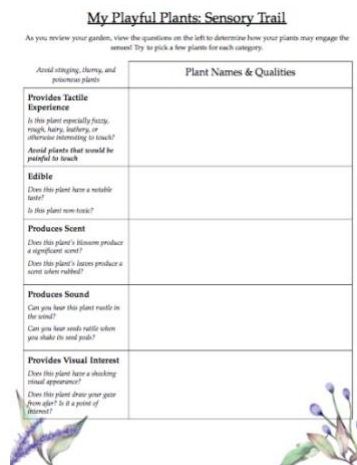 My Playful Plants: Sensory Trail
As you review your garden, view the questions on the left to determine how your plants may engage the
senses! Try to pick a few plants for each category.
Avoid stinging, thorny, and
poisonous plants
Plant Names & Qualities
Provides Tactile
Experience
Is this plant especially fuzzy,
rough, hairy, leathery, or
otherwise interesting to touch?
Avoid plants that would be
painful to touch
Edible
Does this plant have a notable
taste?
Is this plant non-toxic?
Produces Scent
Does this plant's blossom produce
a significant scent?
Does this plant's leaves produce a
scent when rubbed?
Produces Sound
Can you hear this plant rustle in
the wind?
Can you hear seeds rattle when
you shake its seed pods?
Provides Visual Interest
Does this plant have a shocking
visual appearance?
Does this plant draw your gaze
from afar? Is it a point of
interest?